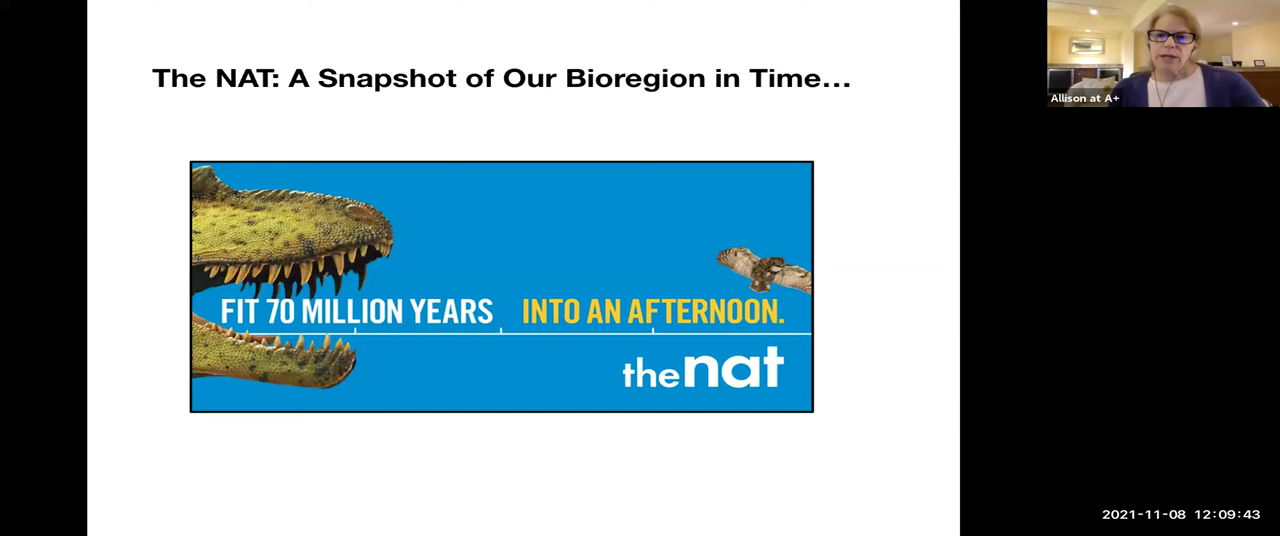 The NAT: A Snapshot of Our Bioregion in Time...
FIT 70 MILLION YEARS INTO AN AFTERNOON.
thenat
Allison at A+
2021-11-08 12:09:43